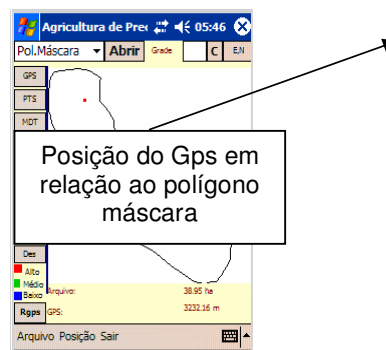 Agricultura de Prec 05:46
Pol.Máscara Abrir Grade C E,N
GPS
PTS
MDT
Posição do Gps em
relação ao polígono
máscara
Des
Alto
Médio
Baixo
Arquivo: 38.95 ha
Rgps GPS: 3232.16 m
Arquivo Posição Sair